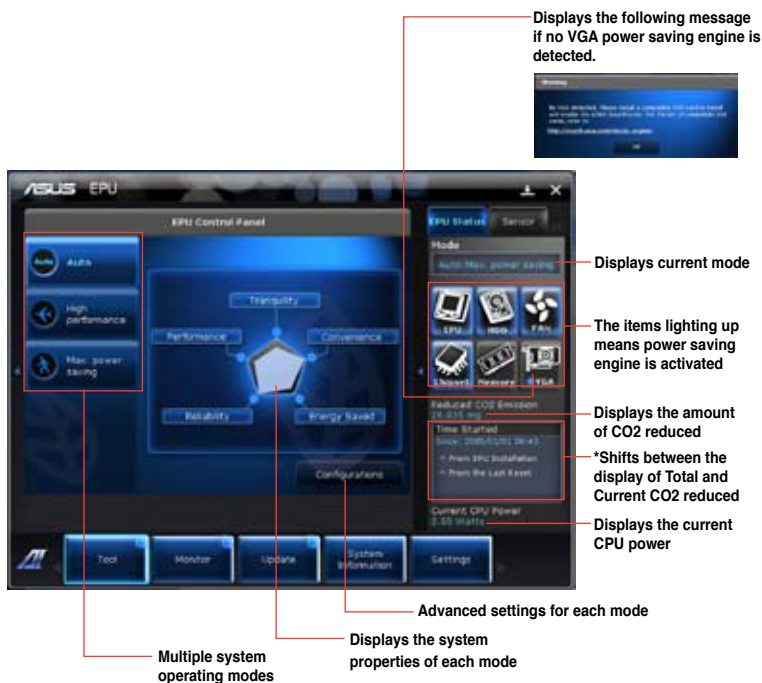 Displays the following message
if no VGA power saving engine is
detected.
Warning
ASUS EPU
EPU Control Panel
EPU Status
Sensor
Auto
Auto
High
performance
Max. power
saving
Tranquility
Performance
Convenience
Reliability
Energy Saved
Configurations
Mode
Auto:Max. power saving
CPU
HDD
FAN
Chipset
Memory
VGA
Reduced CO2 Emission
Time Started
From EPU Installation
From the Last Reset
Current CPU Power
Displays current mode
The items lighting up
means power saving
engine is activated
Displays the amount
of CO2 reduced
*Shifts between the
display of Total and
Current CO2 reduced
Displays the current
CPU power
Tool
Monitor
Update
System
Information
Settings
Advanced settings for each mode
Displays the system
properties of each mode
Multiple system
operating modes